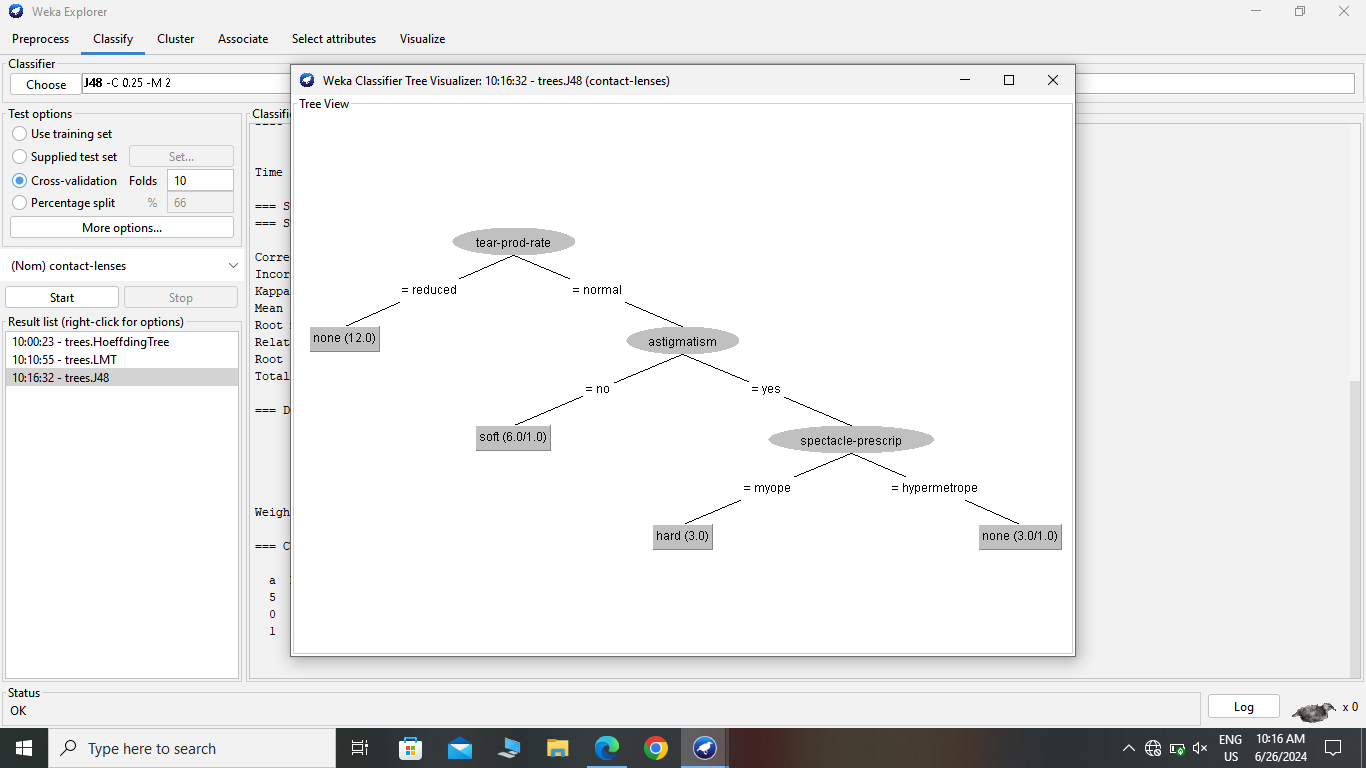 Weka Explorer
Preprocess Classify Cluster Associate Select attributes Visualize
Classifier
Choose J48 -C 0.25 -M 2
Weka Classifier Tree Visualizer: 10:16:32 - trees.J48 (contact-lenses)
Tree View
Test options
Use training set
Supplied test set Set...
Cross-validation Folds 10
Percentage split % 66
More options...
(Nom) contact-lenses
Start Stop
Result list (right-click for options)
10:00:23 - trees.HoeffdingTree
10:10:55 - trees.LMT
10:16:32 - trees.J48
Classifi
Time
=== S
=== S
Corre
Incor
Kappa
Mean
Root
Relat
Root
Total
=== D
Weigh
=== C
a
5
0
1
tear-prod-rate
= reduced = normal
none (12.0)
astigmatism
= no = yes
soft (6.0/1.0)
spectacle-prescrip
= myope = hypermetrope
hard (3.0) none (3.0/1.0)
Status
OK
Log x 0
Type here to search
ENG
US
10:16 AM
6/26/2024